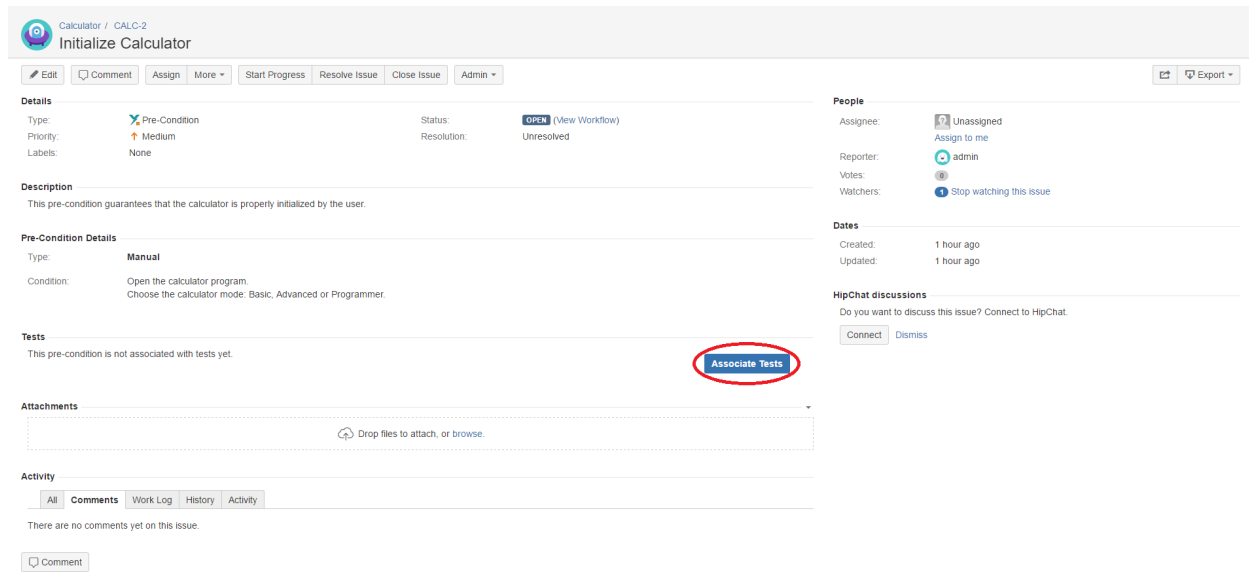 Calculator / CALC-2
Initialize Calculator
Edit Comment Assign More Start Progress Resolve Issue Close Issue Admin Export
Details
Type: Pre-Condition Status: OPEN (View Workflow)
Priority: Medium Resolution: Unresolved
Labels: None
Description
This pre-condition guarantees that the calculator is properly initialized by the user.
Pre-Condition Details
Type: Manual
Condition: Open the calculator program.
Choose the calculator mode: Basic, Advanced or Programmer.
Tests
This pre-condition is not associated with tests yet.
Associate Tests
Attachments
Drop files to attach, or browse.
Activity
All Comments Work Log History Activity
There are no comments yet on this issue.
Comment
People
Assignee: Unassigned
Assign to me
Reporter: admin
Votes: 0
Watchers: 1 Stop watching this issue
Dates
Created: 1 hour ago
Updated: 1 hour ago
HipChat discussions
Do you want to discuss this issue? Connect to HipChat.
Connect Dismiss